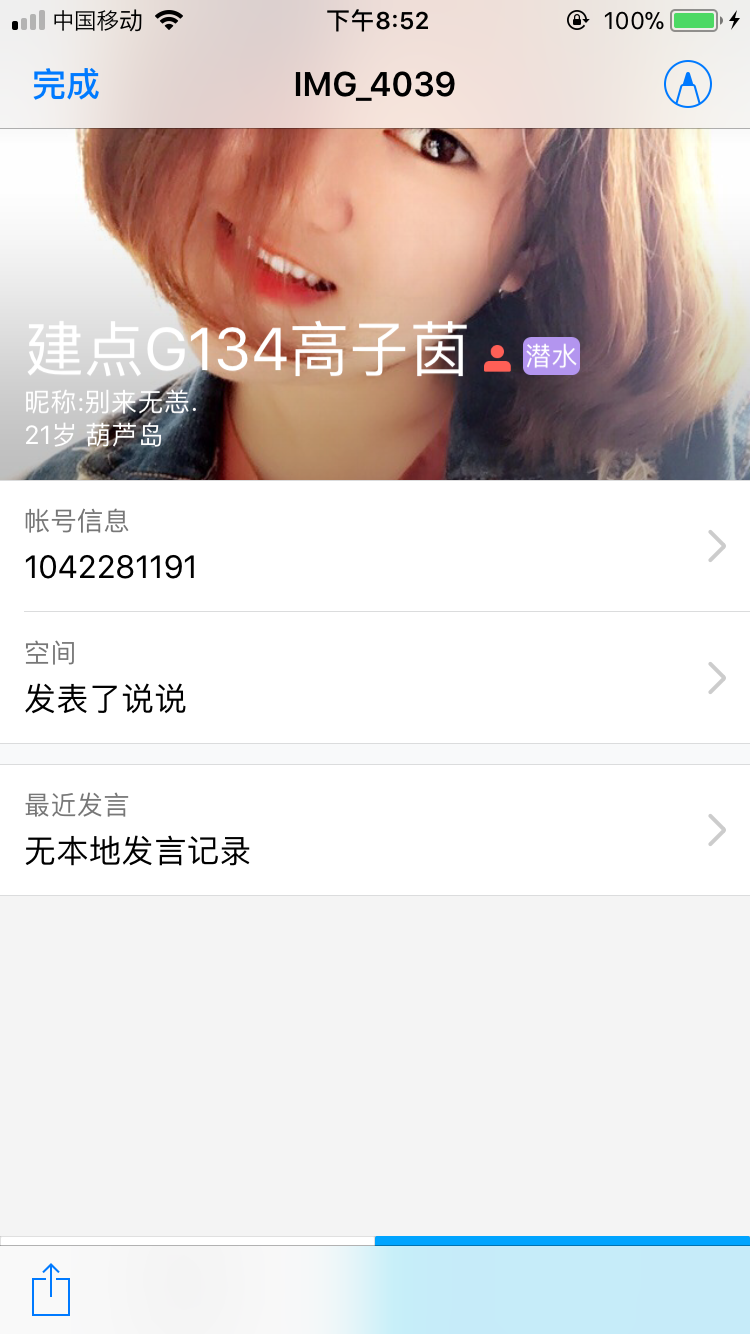 中国移动
下午8:52
100%
完成
IMG_4039
建点G134高子茵
潜水
昵称:别来无恙.
21岁 葫芦岛
帐号信息
1042281191
空间
发表了说说
最近发言
无本地发言记录